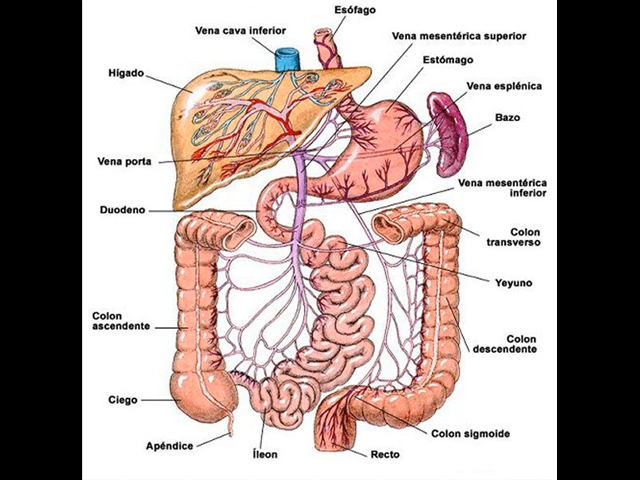 Esófago
Vena cava inferior
Vena mesentérica superior
Estómago
Hígado
Vena esplénica
Bazo
Vena porta
Vena mesentérica
inferior
Duodeno
Colon
transverso
Yeyuno
Colon
ascendente
Colon
descendente
Ciego
Colon sigmoide
Apéndice
Íleon
Recto